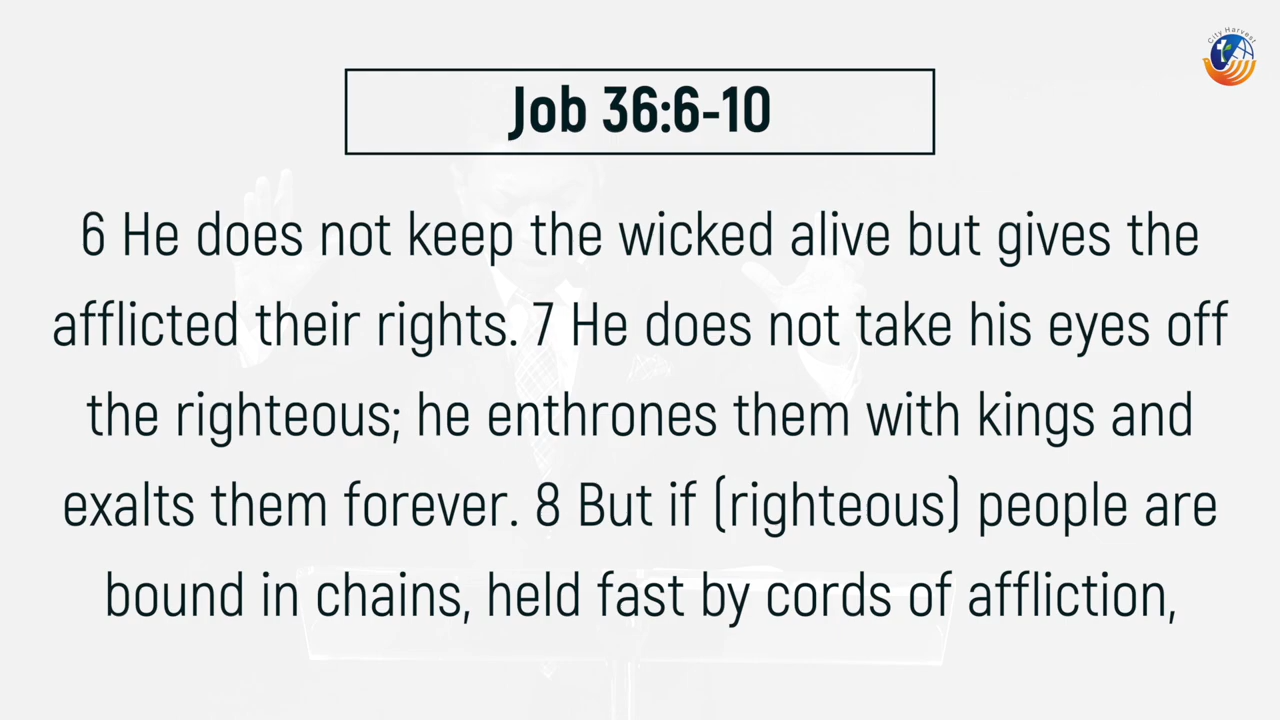 City Harvest
Job 36:6-10
6 He does not keep the wicked alive but gives the
afflicted their rights. 7 He does not take his eyes off
the righteous; he enthrones them with kings and
exalts them forever. 8 But if (righteous) people are
bound in chains, held fast by cords of affliction,